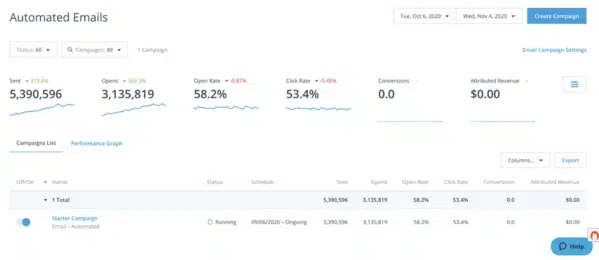 Automated Emails
Tue, Oct 6, 2020
Wed, Nov 4, 2020
Create Campaign
Status: All
Campaigns: All
1 Campaign
Email Campaign Settings
Sent
Opens
Open Rate -0.87%
Click Rate -0.45%
Conversions
Attributed Revenue
5,390,596
3,135,819
58.2%
53.4%
0.0
$0.00
Campaigns List
Performance Graph
Columns...
Export
Off/On Name Status Schedule Sent Opens Open Rate Click Rate Conversions Attributed Revenue
1 Total 5,390,596 3,135,819 58.2% 53.4% 0.0 $0.00
Starter Campaign
Running 09/06/2020 – Ongoing 5,390,596 3,135,819 58.2% 53.4% 0.0 $0.00
Email – Automated
Help